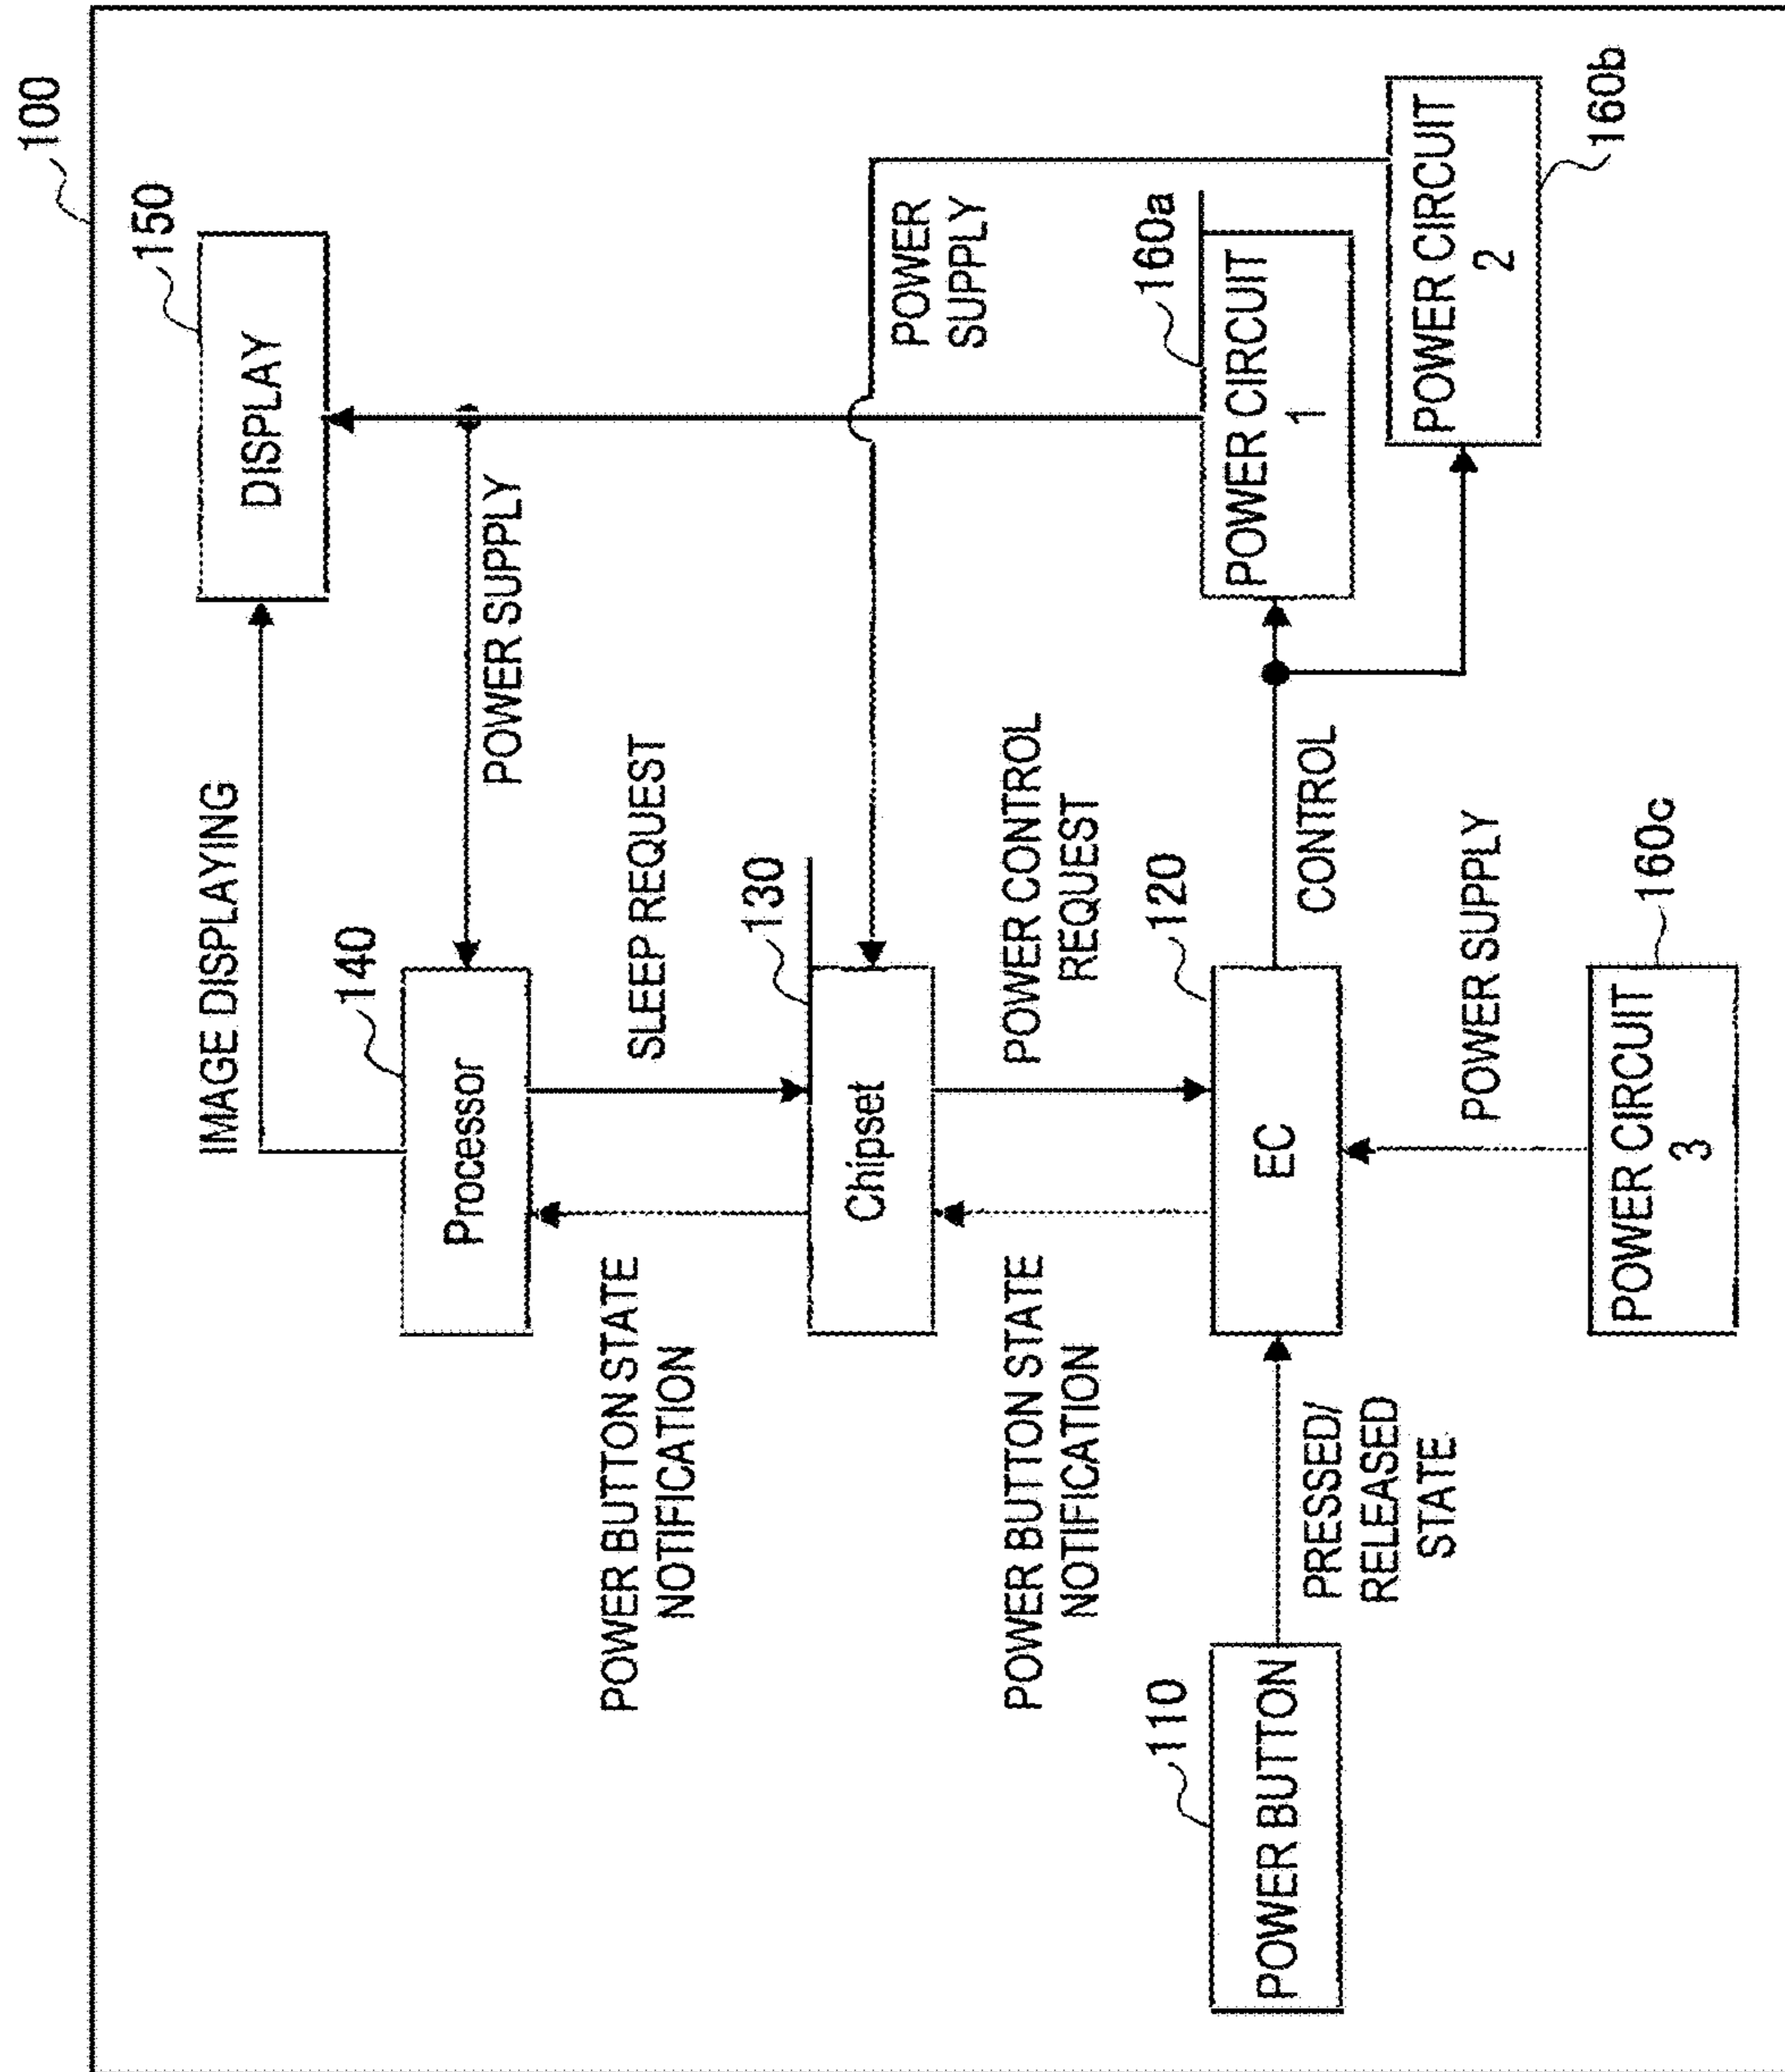 100
150
DISPLAY
IMAGE DISPLAYING
POWER SUPPLY
140
Processor
SLEEP REQUEST
POWER BUTTON STATE
NOTIFICATION
130
Chipset
POWER
SUPPLY
POWER CONTROL
REQUEST
POWER BUTTON STATE
NOTIFICATION
110
POWER BUTTON
PRESSED/
RELEASED
STATE
120
EC
CONTROL
160a
POWER CIRCUIT
1
POWER CIRCUIT
2
160b
POWER SUPPLY
POWER CIRCUIT
3
160c